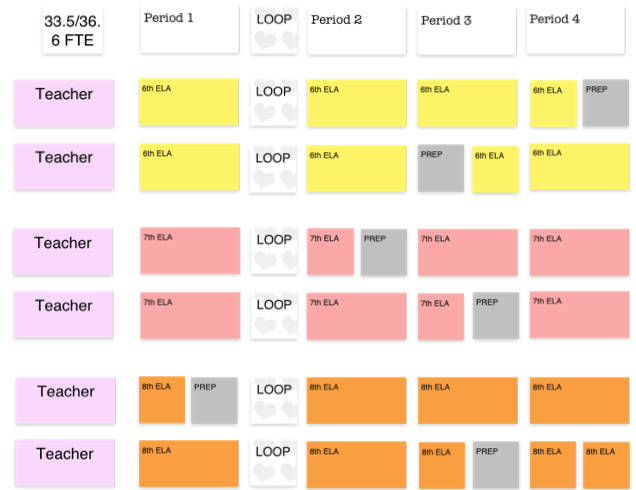 33.5/36.
6 FTE
Period 1
LOOP
Period 2
Period 3
Period 4
Teacher
6th ELA
LOOP
6th ELA
6th ELA
6th ELA
PREP
Teacher
6th ELA
LOOP
6th ELA
PREP
6th ELA
6th ELA
Teacher
7th ELA
LOOP
7th ELA
PREP
7th ELA
7th ELA
Teacher
7th ELA
LOOP
7th ELA
7th ELA
PREP
7th ELA
Teacher
8th ELA
PREP
LOOP
8th ELA
8th ELA
8th ELA
Teacher
8th ELA
LOOP
8th ELA
8th ELA
PREP
8th ELA
8th ELA